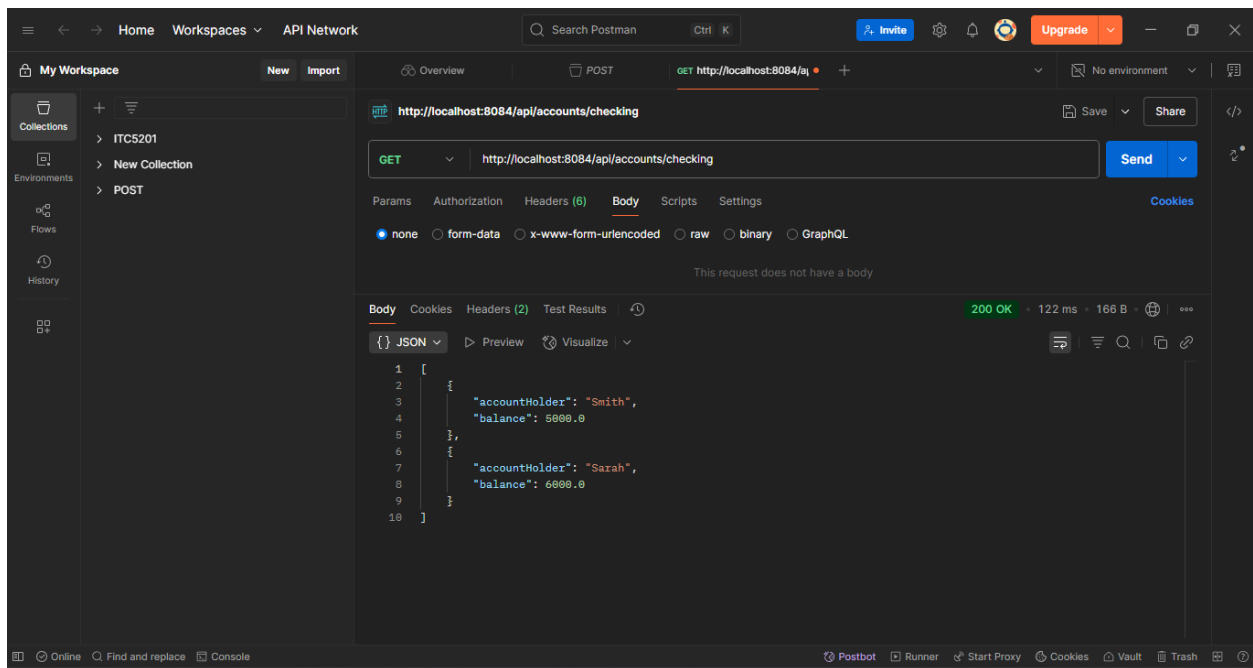 Home Workspaces API Network Search Postman Ctrl K Invite Upgrade
My Workspace New Import Overview POST GET http://localhost:8084/a No environment
Collections
Environments
Flows
History
ITC5201
New Collection
POST
HTTP http://localhost:8084/api/accounts/checking Save Share
GET http://localhost:8084/api/accounts/checking Send
Params Authorization Headers (6) Body Scripts Settings Cookies
none form-data x-www-form-urlencoded raw binary GraphQL
This request does not have a body
Body Cookies Headers (2) Test Results 200 OK • 122 ms • 166 B
{} JSON Preview Visualize
1 [
2 {
3 "accountHolder": "Smith",
4 "balance": 5000.0
5 },
6 {
7 "accountHolder": "Sarah",
8 "balance": 6000.0
9 }
10 ]
Online Find and replace Console Postbot Runner Start Proxy Cookies Vault Trash